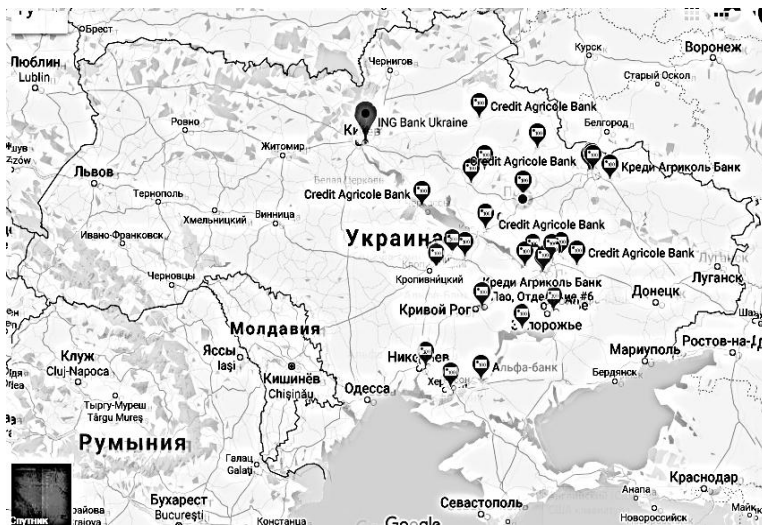 Брест
Люблин
Lublin
Чернигов
Курск
Воронеж
Старый Оскол
Ровно
Житомир
ING Bank Ukraine
Credit Agricole Bank
Белгород
Львов
Тернополь
Хмельницкий
Винница
Белая Церковь
Credit Agricole Bank
Credit Agricole Bank
Креди Агриколь Банк
Ивано-Франковск
Украина
Credit Agricole Bank
Credit Agricole Bank
Черновцы
Кропивницкий
Креди Агриколь Банк
Луганск
Донецк
Молдавия
Кривой Рог
Клуж
Cluj-Napoca
Яссы
Iași
Кишинёв
Chișinău
Одесса
Альфа-банк
Мариуполь
Бердянск
Ростов-на-Д
Тыргу-Муреш
Târgu Mureș
Румыния
Галац
Galați
Бухарест
București
Констанца
Севастополь
Google
Краснодар
Анапа
Новороссийск
Майк
Спутник